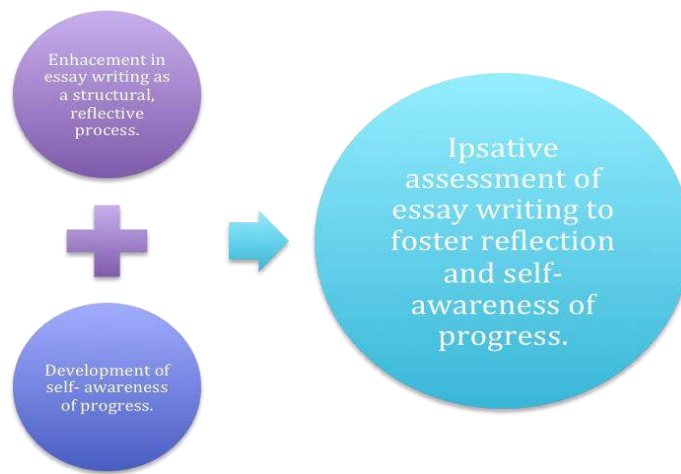 Enhacement in
essay writing as
a structural,
reflective
process.
Development of
self- awareness
of progress.
Ipsative
assessment of
essay writing to
foster reflection
and self-
awareness of
progress.